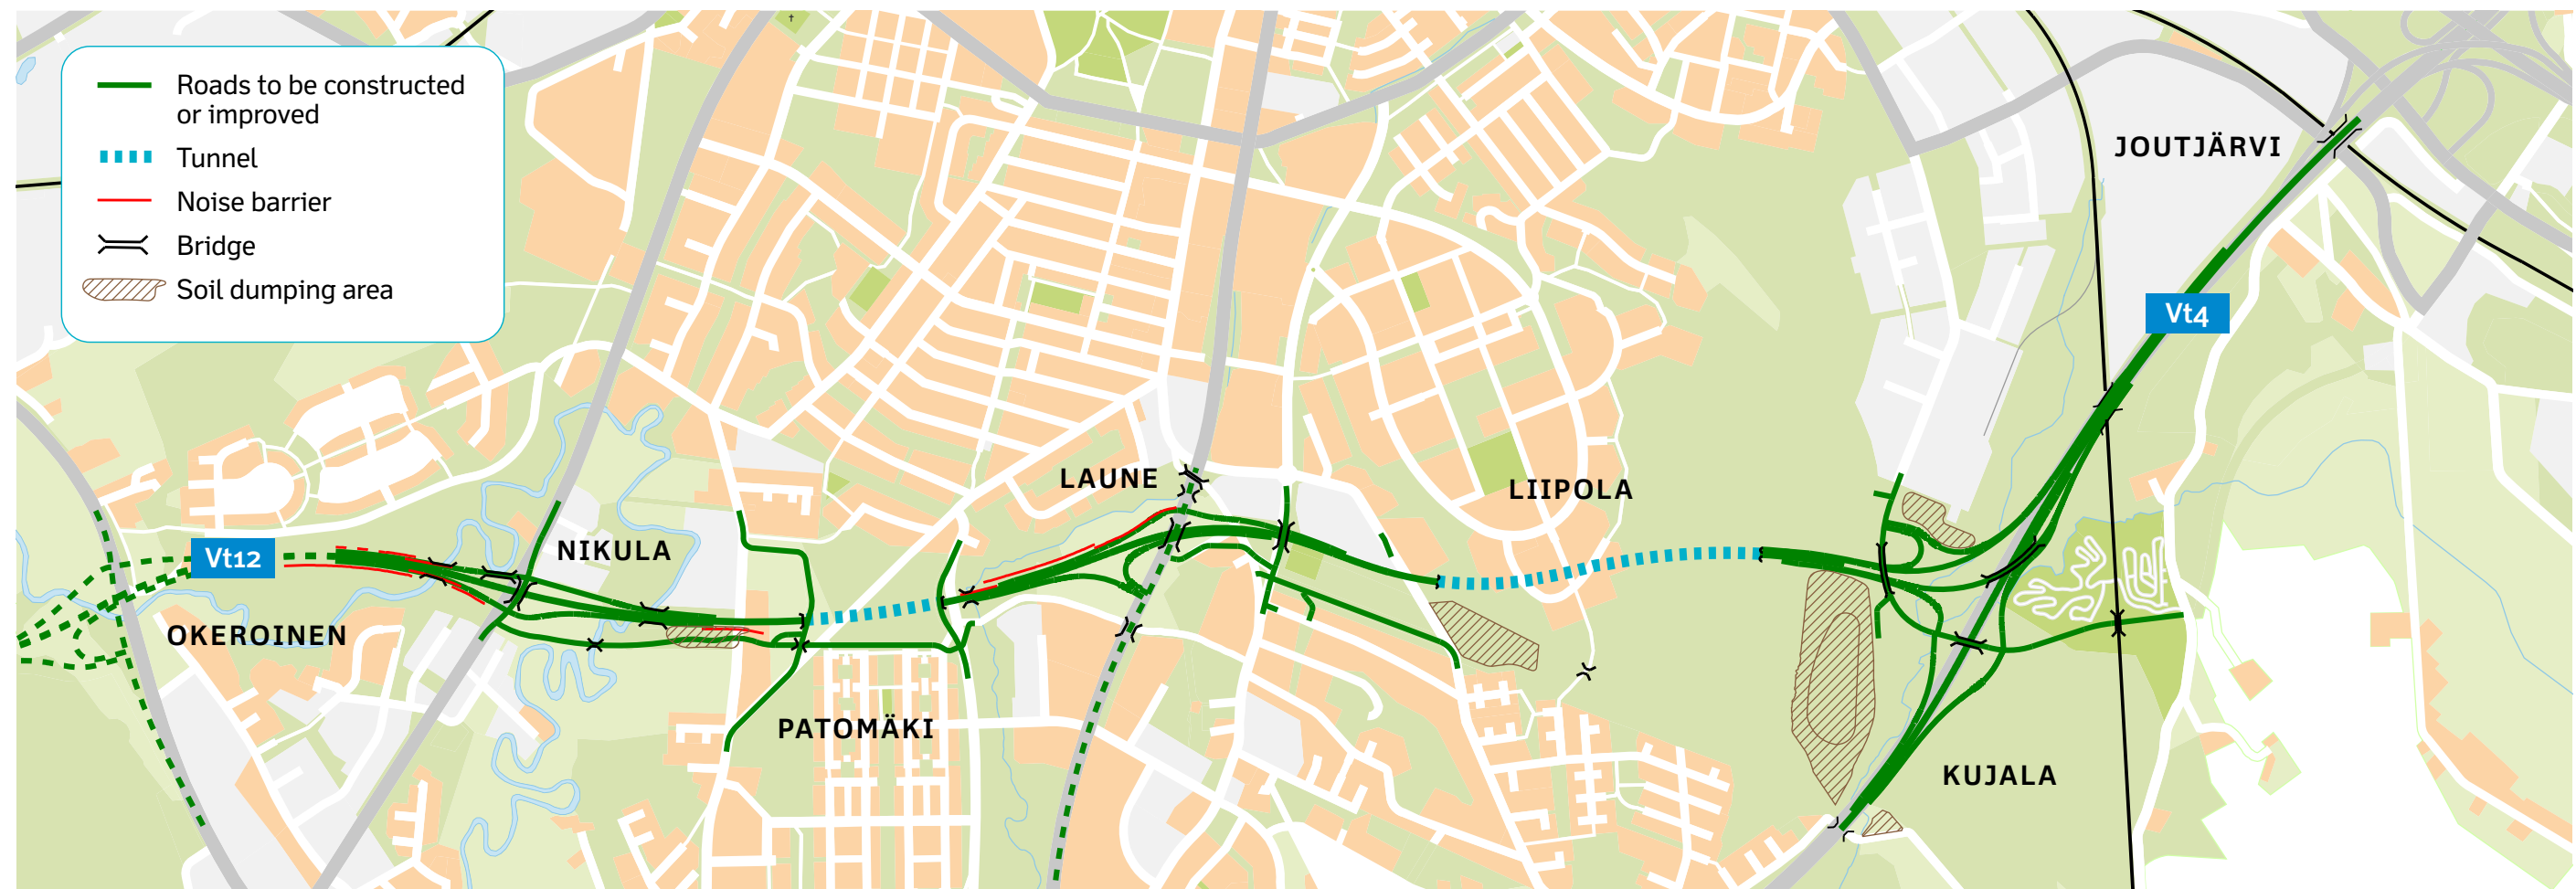 Roads to be constructed
or improved
Tunnel
Noise barrier
Bridge
Soil dumping area
JOUTJÄRVI
Vt4
LAUNE
LIIPOLA
NIKULA
Vt12
OKEROINEN
PATOMÄKI
KUJALA